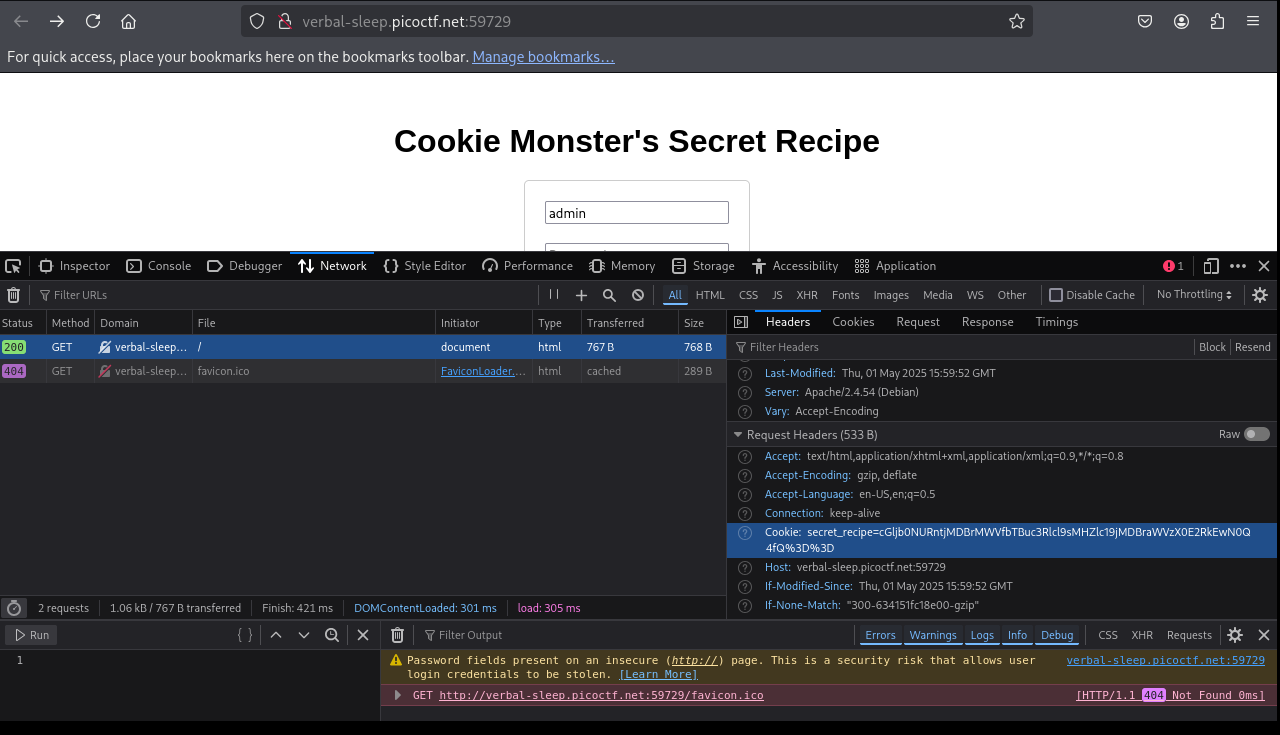 verbal-sleep.picoctf.net:59729
For quick access, place your bookmarks here on the bookmarks toolbar. Manage bookmarks…
Cookie Monster's Secret Recipe
admin
Inspector Console Debugger Network Style Editor Performance Memory Storage Accessibility Application 1
Filter URLs All HTML CSS JS XHR Fonts Images Media WS Other Disable Cache No Throttling
Status Method Domain File Initiator Type Transferred Size
200 GET verbal-sleep… / document html 767 B 768 B
404 GET verbal-sleep… favicon.ico FaviconLoader.… html cached 289 B
Headers Cookies Request Response Timings
Filter Headers Block Resend
Last-Modified: Thu, 01 May 2025 15:59:52 GMT
Server: Apache/2.4.54 (Debian)
Vary: Accept-Encoding
Request Headers (533 B) Raw
Accept: text/html,application/xhtml+xml,application/xml;q=0.9,*/*;q=0.8
Accept-Encoding: gzip, deflate
Accept-Language: en-US,en;q=0.5
Connection: keep-alive
Cookie: secret_recipe=cGljb0NURntjMDBrMWVfbTBuc3Rlcl9sMHZlc19jMDBraWVzX0E2RkEwN0Q
4fQ%3D%3D
Host: verbal-sleep.picoctf.net:59729
If-Modified-Since: Thu, 01 May 2025 15:59:52 GMT
If-None-Match: "300-634151fc18e00-gzip"
2 requests 1.06 kB / 767 B transferred Finish: 421 ms DOMContentLoaded: 301 ms load: 305 ms
Run { }
1
Filter Output Errors Warnings Logs Info Debug CSS XHR Requests
Password fields present on an insecure (http://) page. This is a security risk that allows user verbal-sleep.picoctf.net:59729
login credentials to be stolen. [Learn More]
GET http://verbal-sleep.picoctf.net:59729/favicon.ico [HTTP/1.1 404 Not Found 0ms]